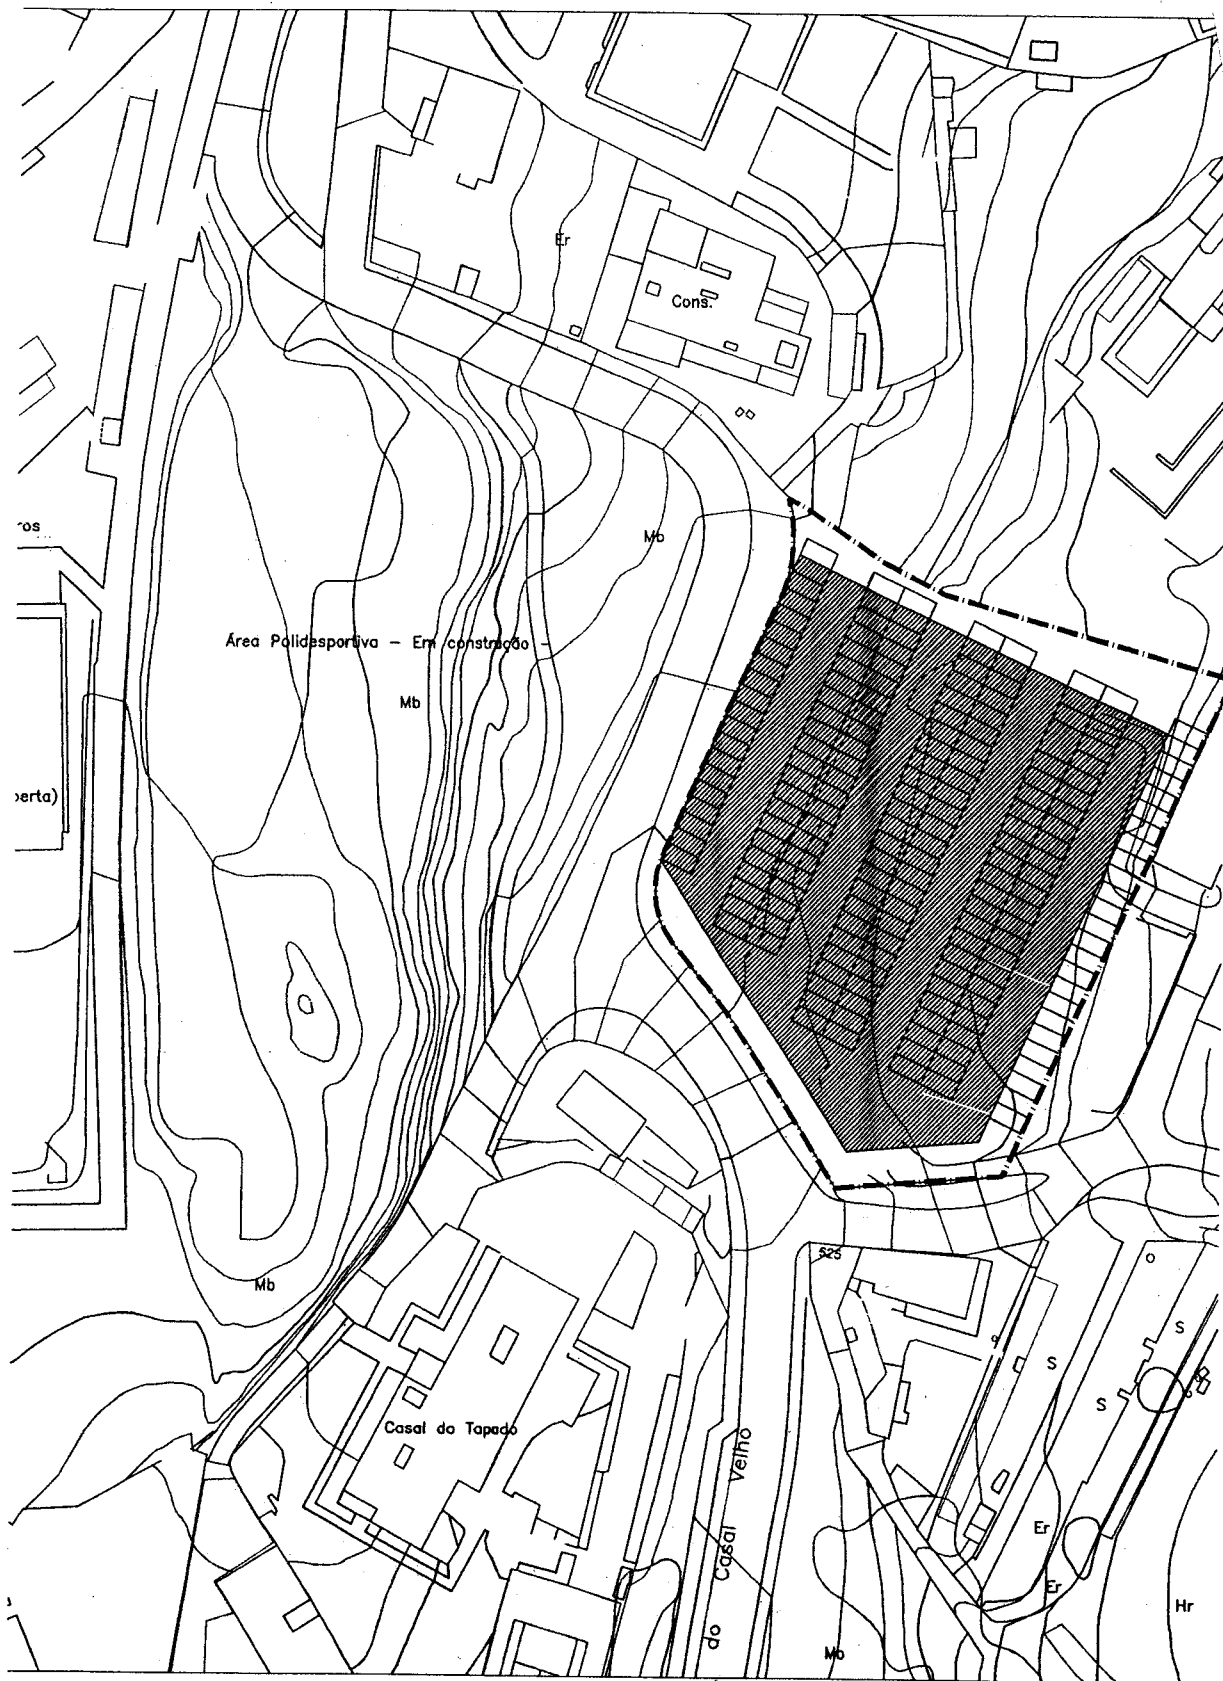 Er
Cons.
ros
Mb
Área Polidesportiva – Em construção –
Mb
berta)
Mb
525
S
S
S
Casal do Tapado
do Casal Velho
Er
Er
Hr
Mb